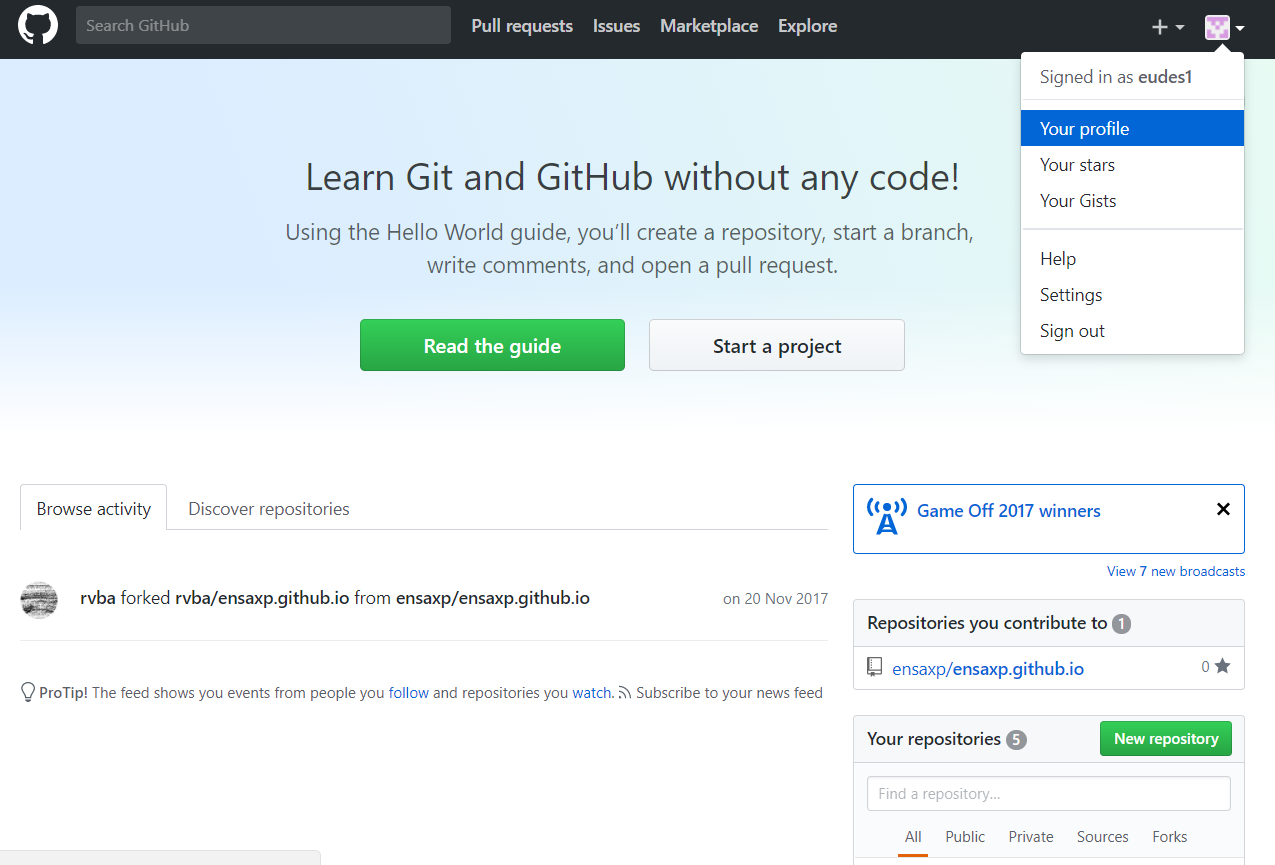 Search GitHub
Pull requests
Issues
Marketplace
Explore
Signed in as eudes1
Your profile
Your stars
Your Gists
Help
Settings
Sign out
Learn Git and GitHub without any code!
Using the Hello World guide, you’ll create a repository, start a branch,
write comments, and open a pull request.
Read the guide
Start a project
Browse activity
Discover repositories
rvba forked rvba/ensaxp.github.io from ensaxp/ensaxp.github.io
on 20 Nov 2017
ProTip! The feed shows you events from people you follow and repositories you watch. Subscribe to your news feed
Game Off 2017 winners
View 7 new broadcasts
Repositories you contribute to 1
ensaxp/ensaxp.github.io
0
Your repositories 5
New repository
Find a repository...
All
Public
Private
Sources
Forks